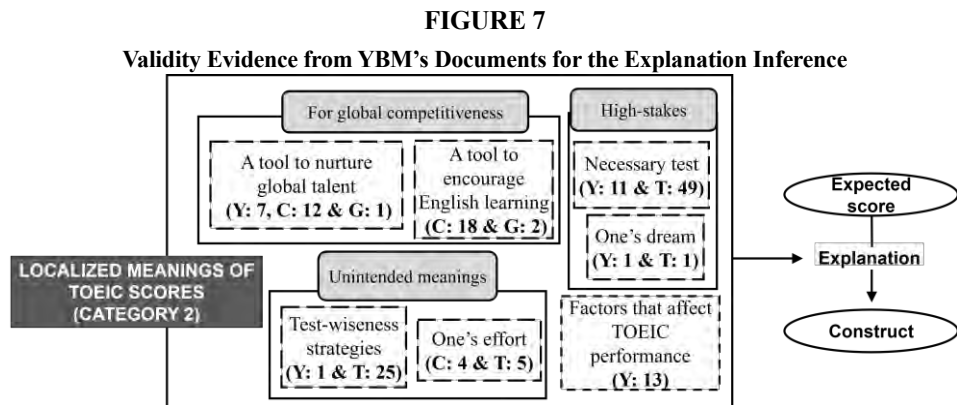 FIGURE 7
Validity Evidence from YBM's Documents for the Explanation Inference
For global competitiveness
A tool to nurture
global talent
(Y: 7, C: 12 & G: 1)
A tool to
encourage
English learning
(C: 18 & G: 2)
High-stakes
Necessary test
(Y: 11 & T: 49)
One's dream
(Y: 1 & T: 1)
LOCALIZED MEANINGS OF
TOEIC SCORES
(CATEGORY 2)
Unintended meanings
Test-wiseness
strategies
(Y: 1 & T: 25)
One's effort
(C: 4 & T: 5)
Factors that affect
TOEIC
performance
(Y: 13)
Expected
score
Explanation
Construct